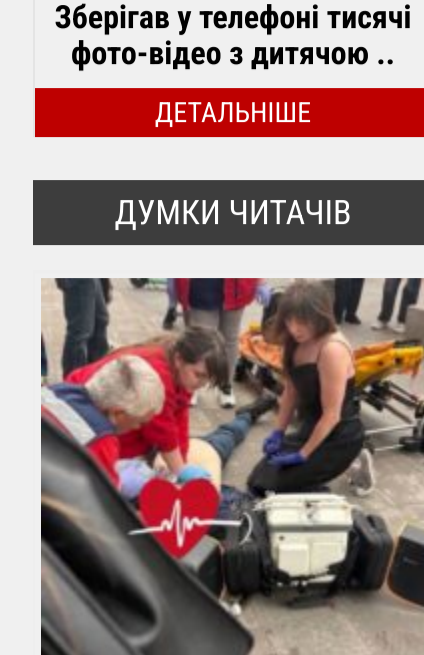 Зберігав у телефоні тисячі
фото-відео з дитячою ..
ДЕТАЛЬНІШЕ
ДУМКИ ЧИТАЧІВ